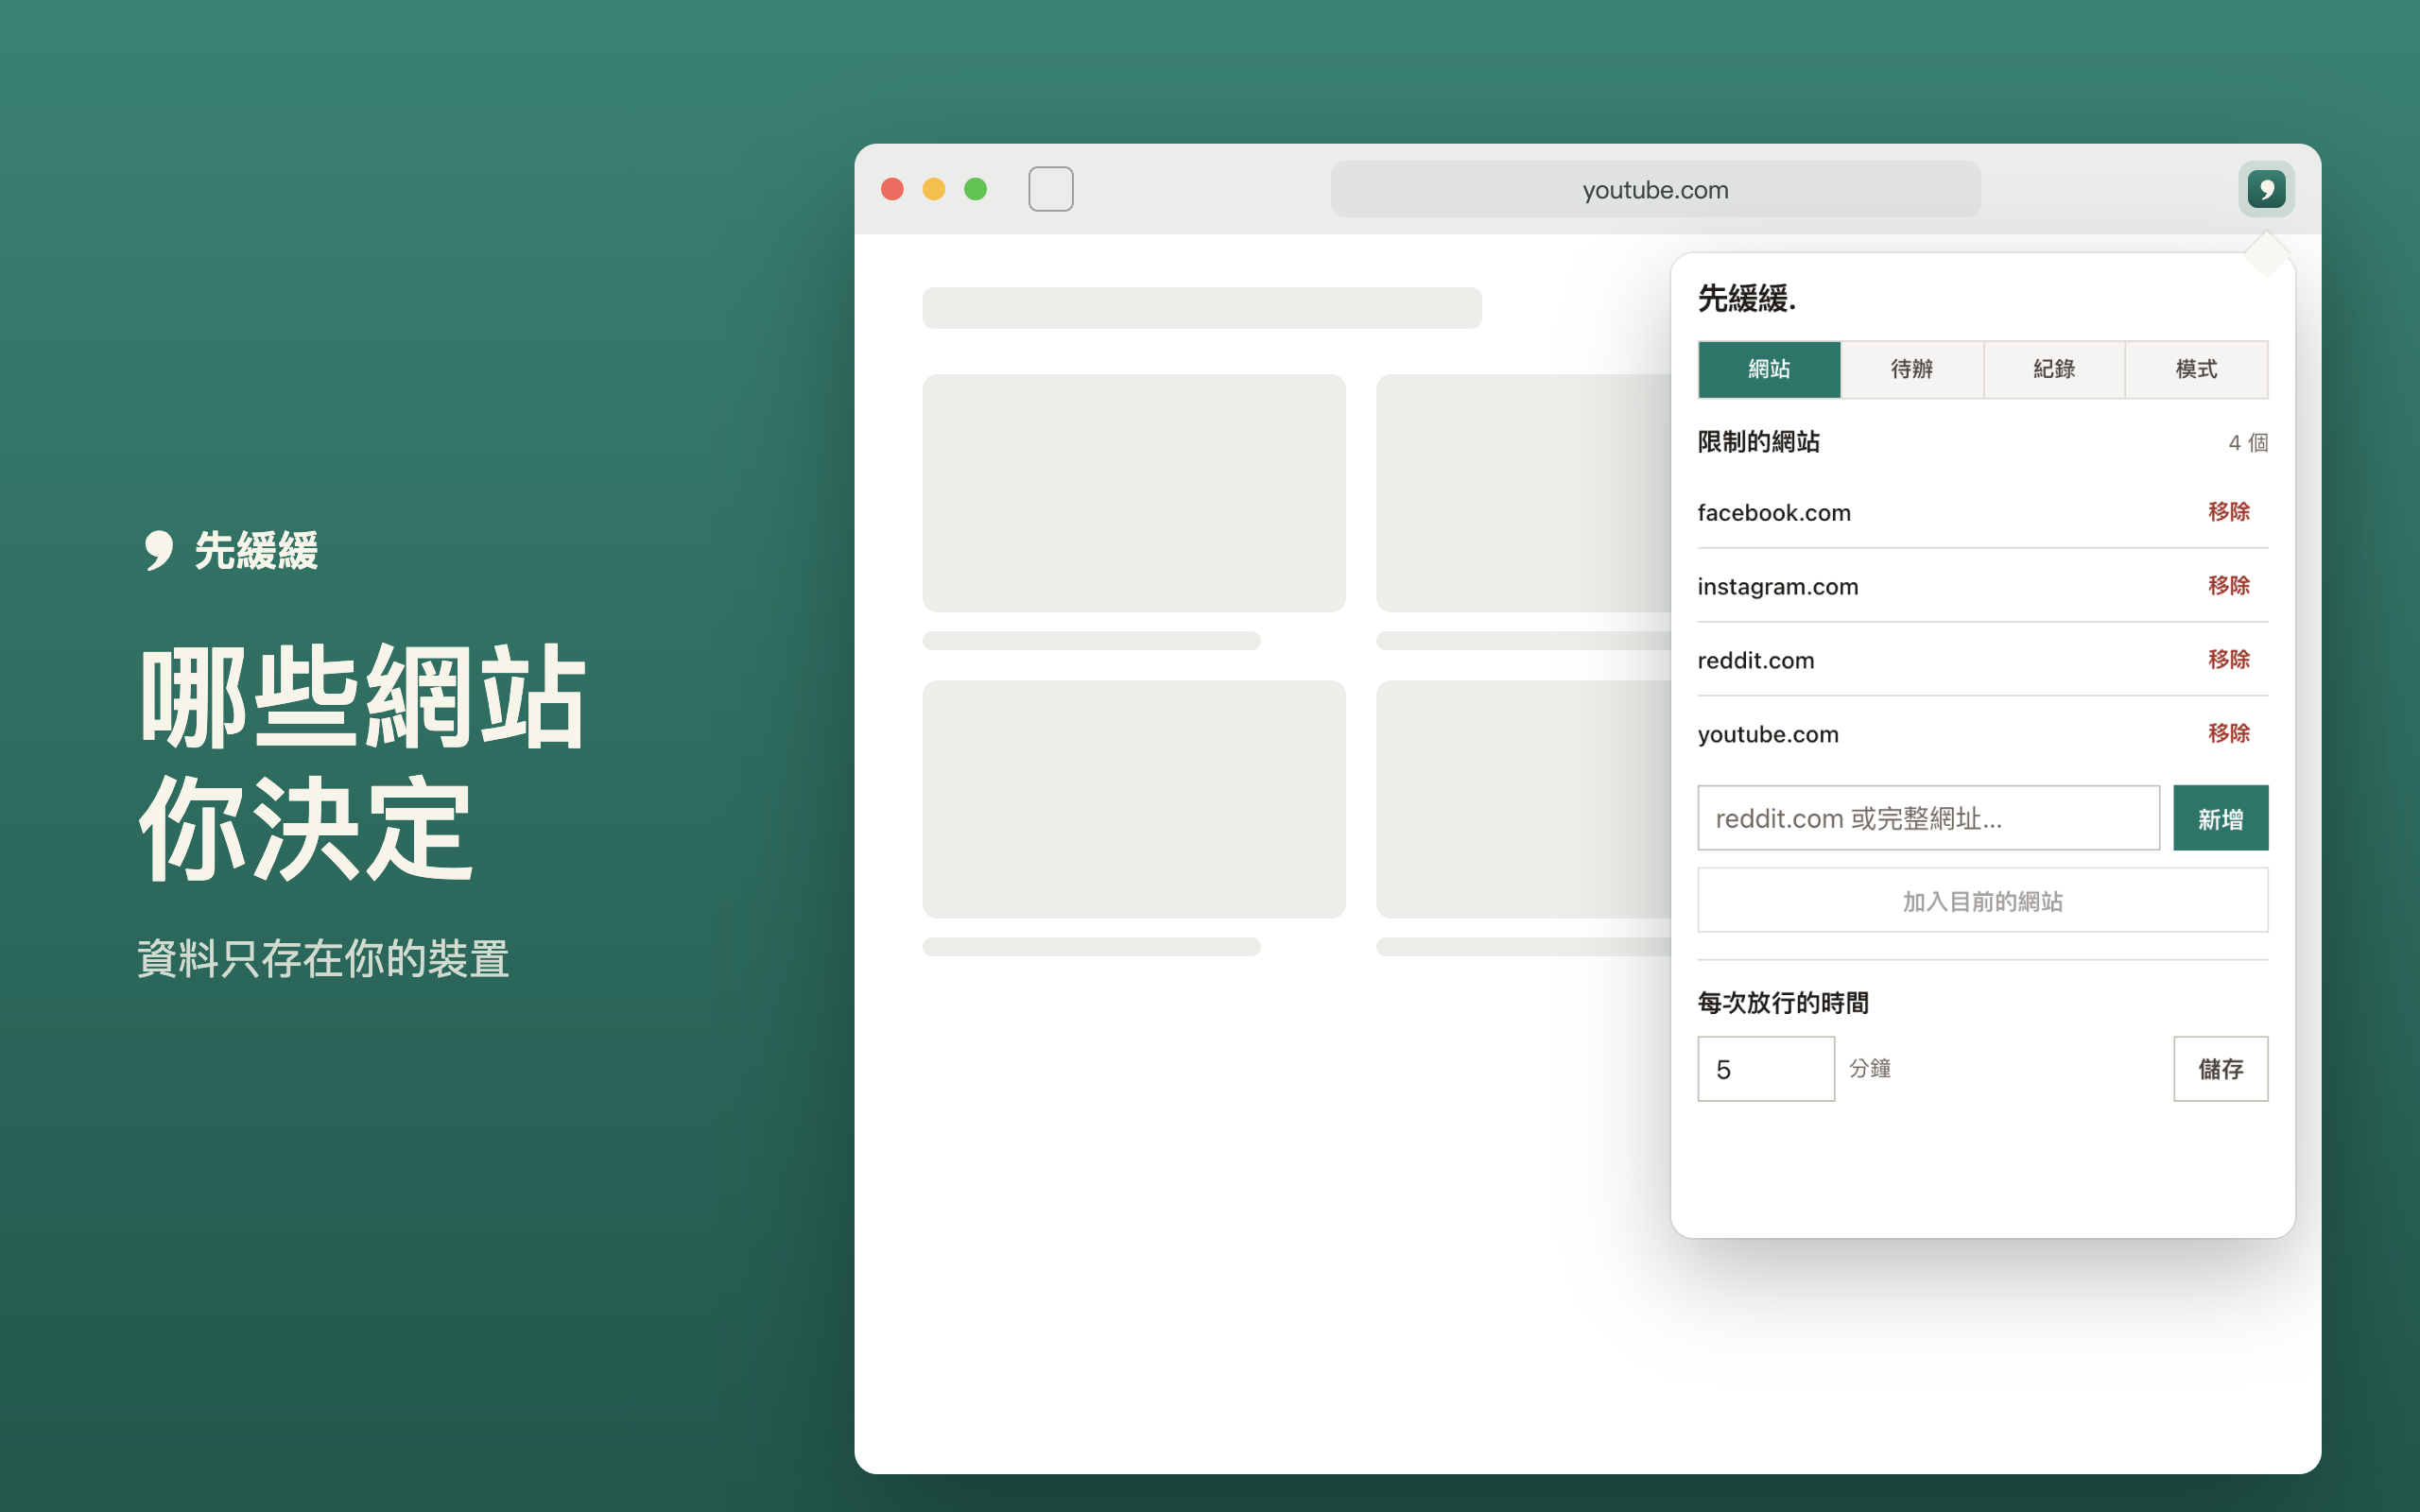 先緩緩
哪些網站
你決定
資料只存在你的裝置
youtube.com
先緩緩.
網站 待辦 紀錄 模式
限制的網站 4 個
facebook.com 移除
instagram.com 移除
reddit.com 移除
youtube.com 移除
reddit.com 或完整網址... 新增
加入目前的網站
每次放行的時間
5 分鐘 儲存